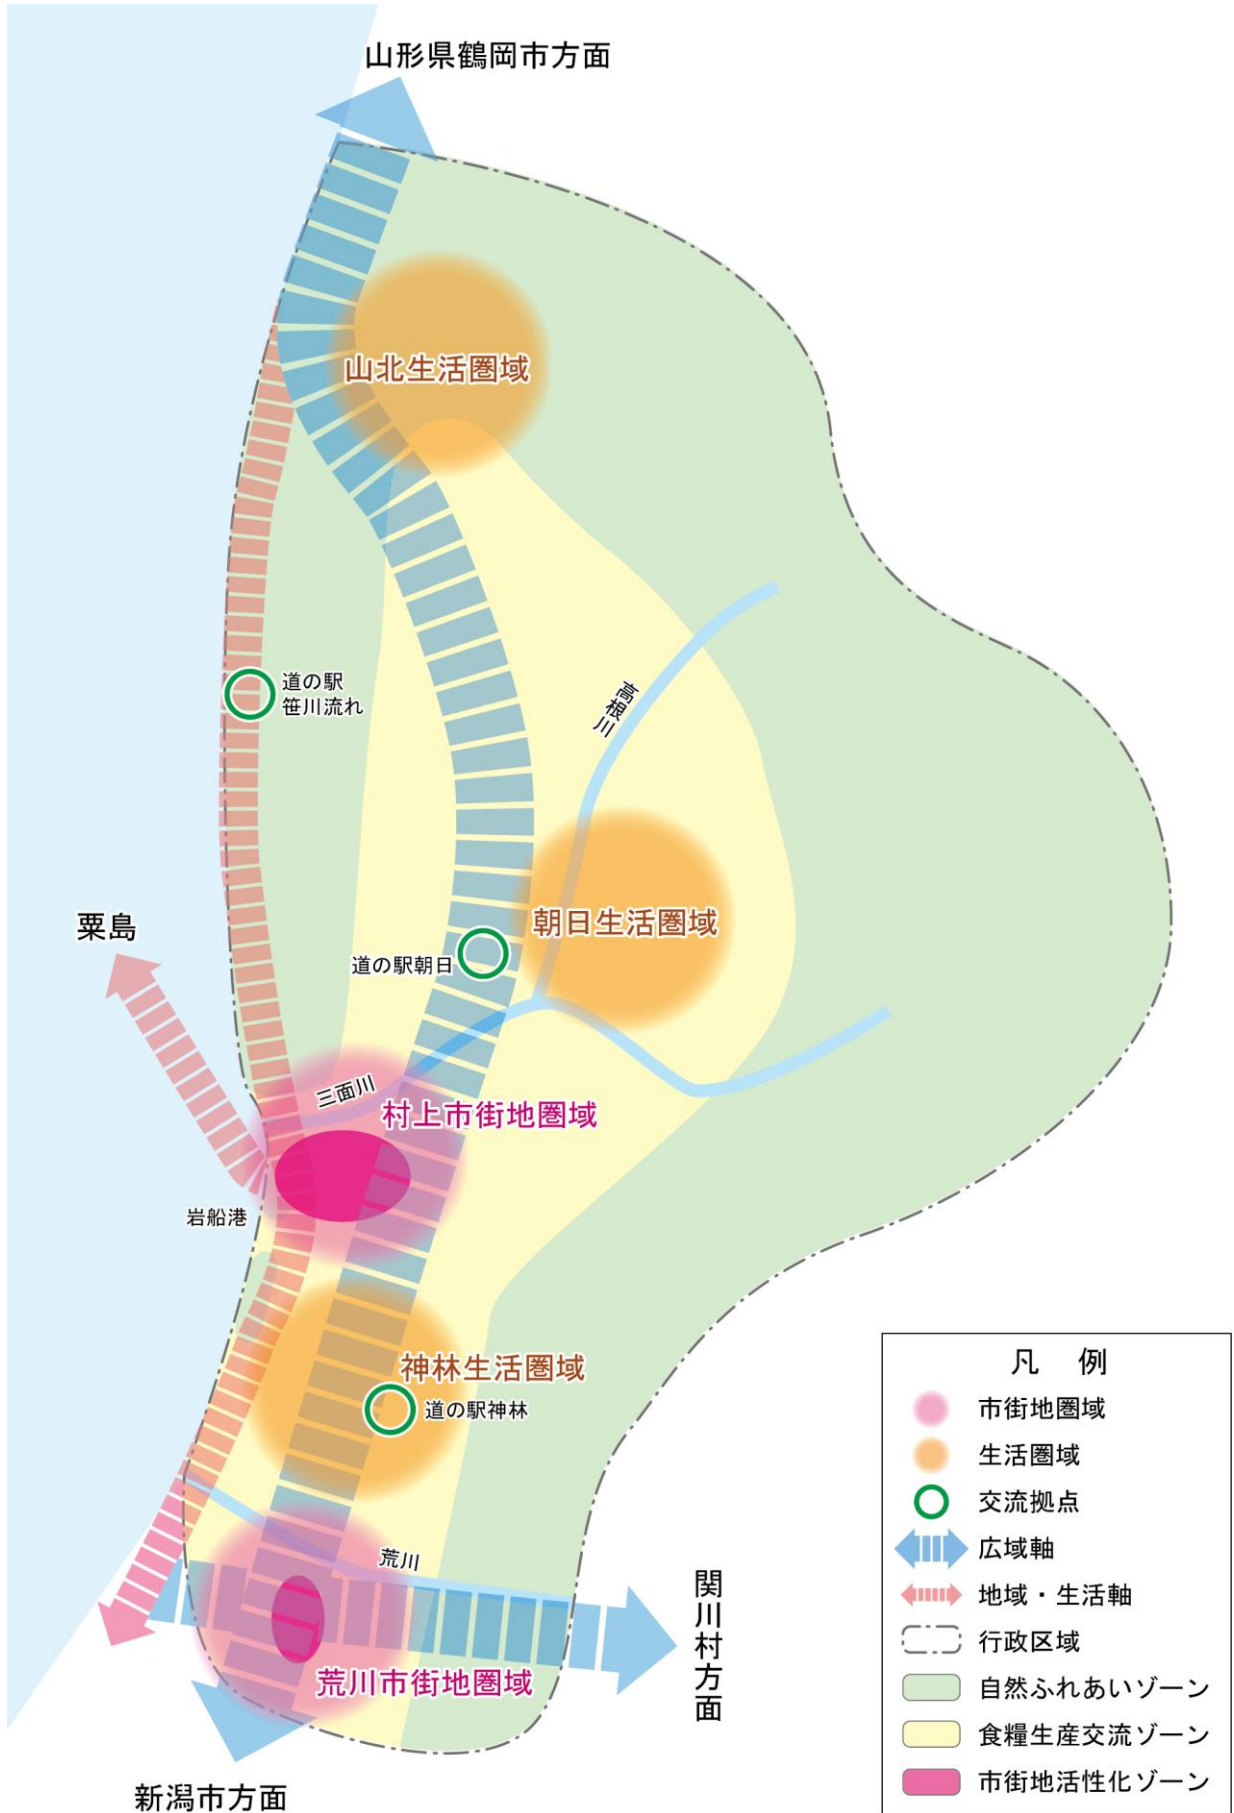 山形県鶴岡市方面
山北生活圏域
道の駅
笹川流れ
高根川
粟島
朝日生活圏域
道の駅朝日
三面川
村上市街地圏域
岩船港
神林生活圏域
道の駅神林
荒川
関川村方面
荒川市街地圏域
新潟市方面
凡 例
市街地圏域
生活圏域
交流拠点
広域軸
地域・生活軸
行政区域
自然ふれあいゾーン
食糧生産交流ゾーン
市街地活性化ゾーン